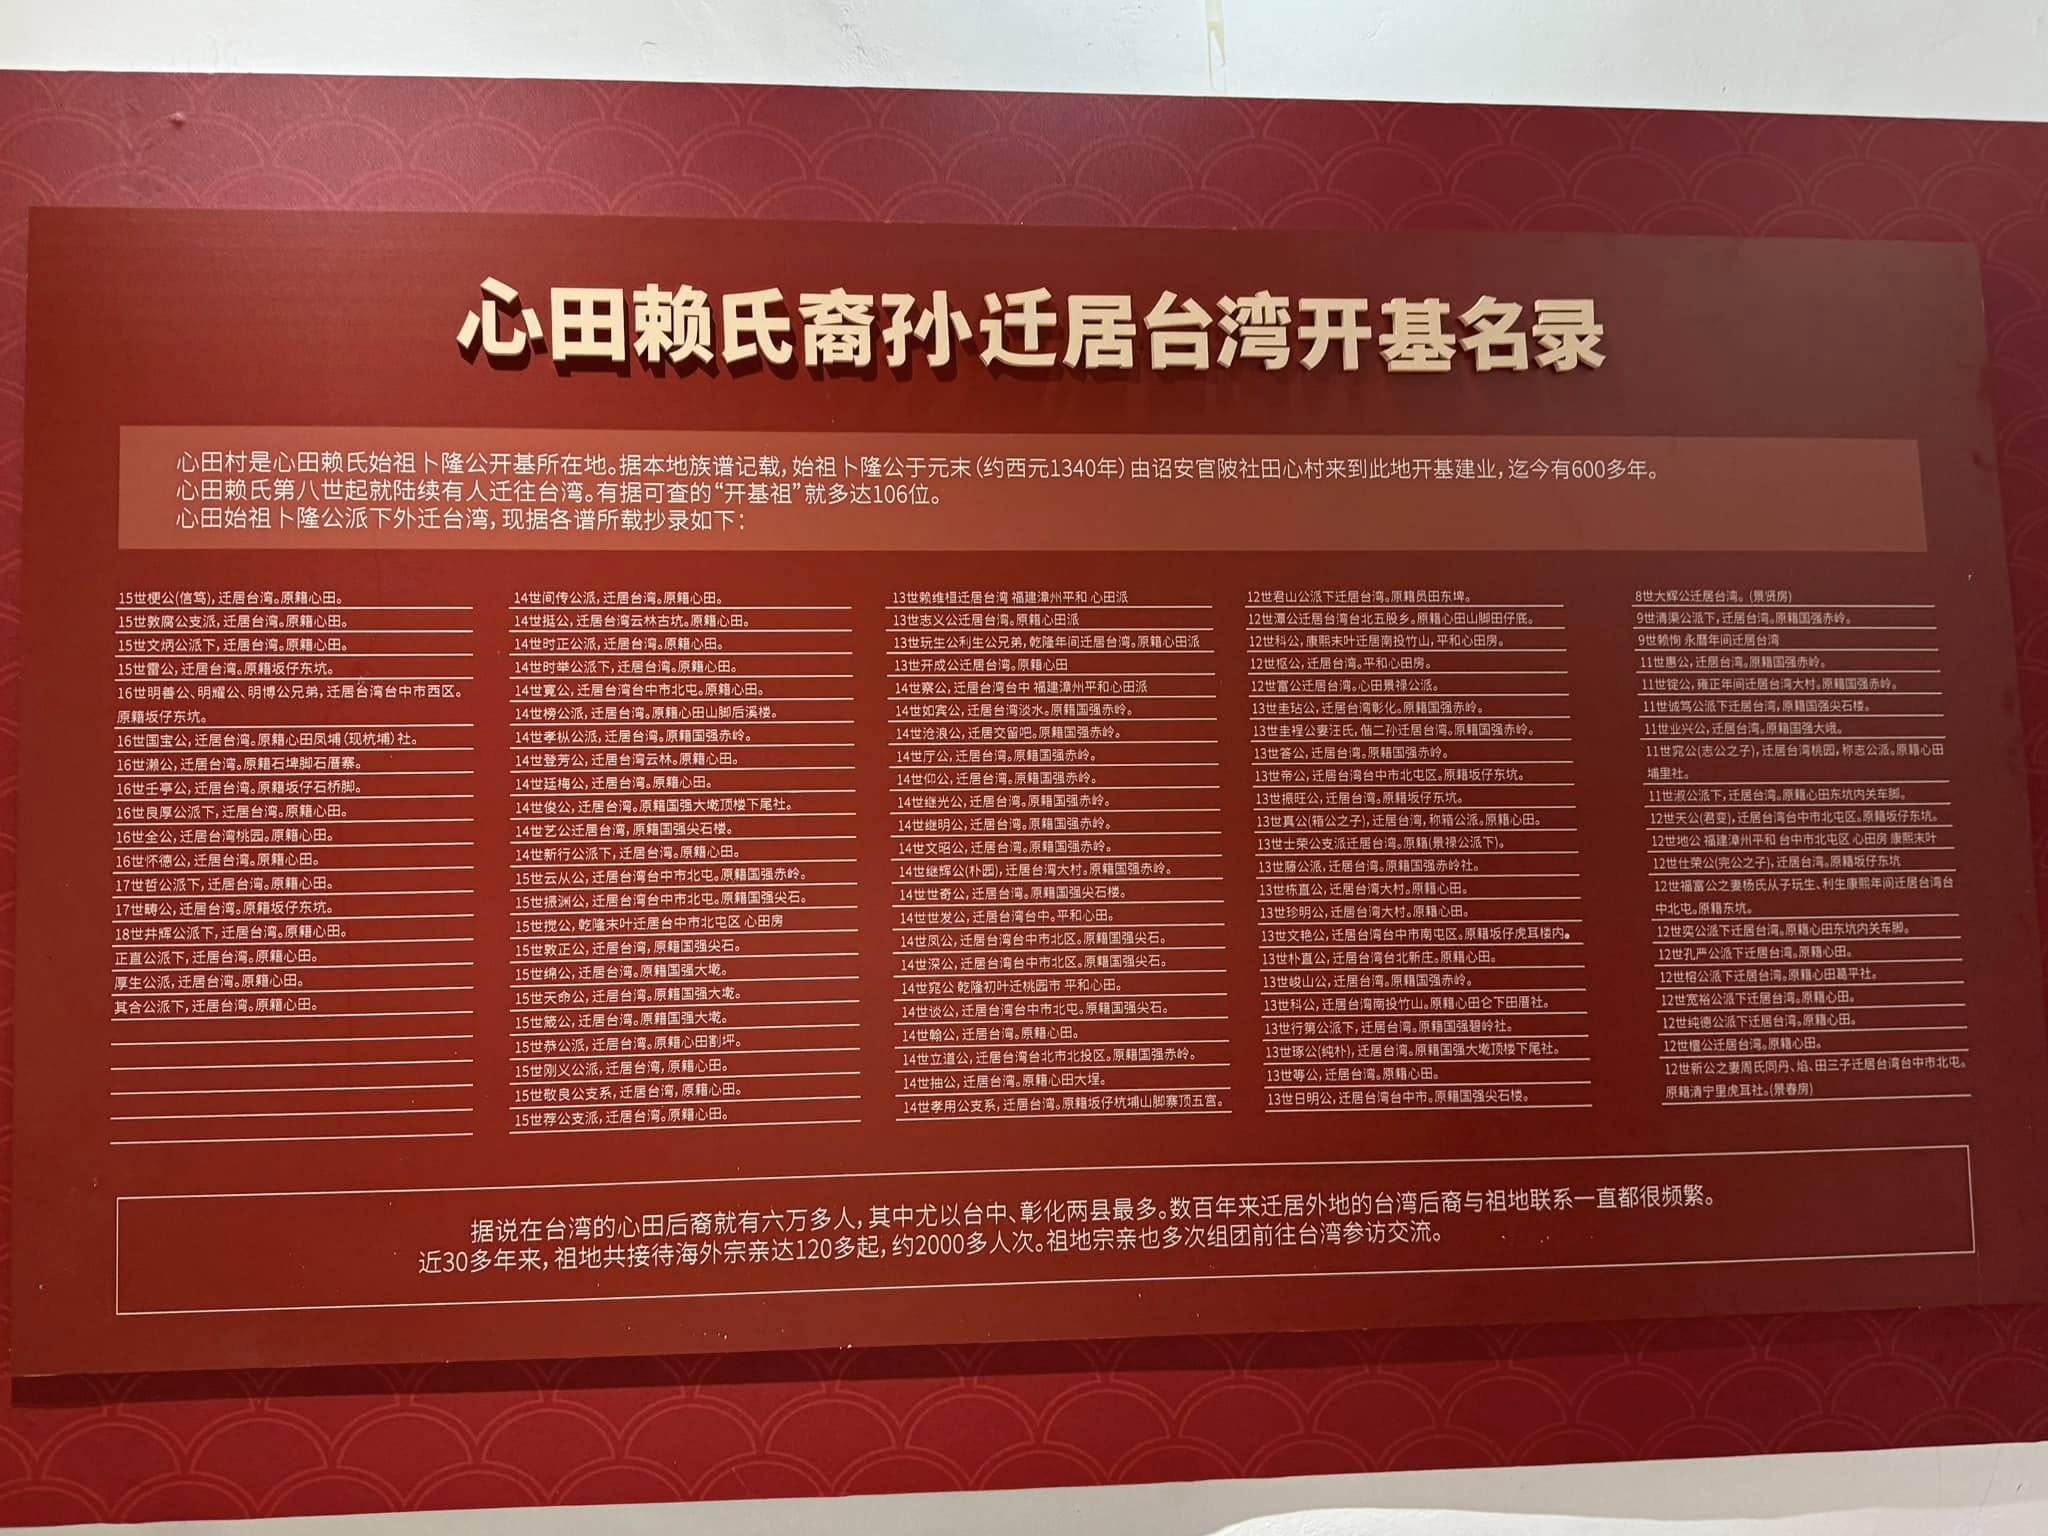 心田赖氏裔孙迁居台湾开基名录
心田村是心田赖氏始祖卜隆公开基所在地。据本地族谱记载，始祖卜隆公于元末（约西元1340年）由诏安官陂社田心村来到此地开基建业，迄今有600多年。
心田赖氏第八世起就陆续有人迁往台湾。有据可查的“开基祖”就多达106位。
心田始祖卜隆公派下外迁台湾，现据各谱所载抄录如下：
15世梗公(信笃)，迁居台湾。原籍心田。
15世敦腐公支派，迁居台湾。原籍心田。
15世文炳公派下，迁居台湾。原籍心田。
15世雷公，迁居台湾。原籍坂仔东坑。
16世明善公、明耀公、明博公兄弟，迁居台湾台中市西区。
原籍坂仔东坑。
16世国宝公，迁居台湾。原籍心田凤埔（现杭埔）社。
16世濑公，迁居台湾。原籍石埤脚石厝寨。
16世壬亭公，迁居台湾。原籍坂仔石桥脚。
16世良厚公派下，迁居台湾。原籍心田。
16世全公，迁居台湾桃园。原籍心田。
16世怀德公，迁居台湾。原籍心田。
17世哲公派下，迁居台湾。原籍心田。
17世畴公，迁居台湾。原籍坂仔东坑。
18世井辉公派下，迁居台湾。原籍心田。
正直公派下，迁居台湾。原籍心田。
厚生公派，迁居台湾。原籍心田。
其合公派下，迁居台湾。原籍心田。
14世间传公派，迁居台湾。原籍心田。
14世挺公，迁居台湾云林古坑。原籍心田。
14世时正公派，迁居台湾。原籍心田。
14世时举公派下，迁居台湾。原籍心田。
14世寛公，迁居台湾台中市北屯。原籍心田。
14世榜公派，迁居台湾。原籍心田山脚后溪楼。
14世孝枞公派，迁居台湾。原籍国强赤岭。
14世登芳公，迁居台湾云林。原籍心田。
14世廷梅公，迁居台湾。原籍心田。
14世俊公，迁居台湾。原籍国强大墘顶楼下尾社。
14世艺公迁居台湾，原籍国强尖石楼。
14世新行公派下，迁居台湾。原籍心田。
15世云从公，迁居台湾台中市北屯。原籍国强赤岭。
15世振渊公，迁居台湾台中市北屯。原籍国强尖石。
15世搅公，乾隆末叶迁居台中市北屯区 心田房
15世敦正公，迁居台湾，原籍国强尖石。
15世绵公，迁居台湾。原籍国强大墘。
15世天命公，迁居台湾。原籍国强大墘。
15世箴公，迁居台湾。原籍国强大墘。
15世恭公派，迁居台湾。原籍心田割坪。
15世刚义公派，迁居台湾，原籍心田。
15世敬良公支系，迁居台湾，原籍心田。
15世荐公支派，迁居台湾。原籍心田。
13世赖维桓迁居台湾 福建漳州平和 心田派
13世志义公迁居台湾。原籍心田派
13世玩生公利生公兄弟，乾隆年间迁居台湾。原籍心田派
13世开成公迁居台湾。原籍心田
14世察公，迁居台湾台中 福建漳州平和心田派
14世如宾公，迁居台湾淡水。原籍国强赤岭。
14世沧浪公，迁居交留吧。原籍国强赤岭。
14世庁公，迁居台湾。原籍国强赤岭。
14世仰公，迁居台湾。原籍国强赤岭。
14世继光公，迁居台湾。原籍国强赤岭。
14世继明公，迁居台湾。原籍国强赤岭。
14世文昭公，迁居台湾。原籍国强赤岭。
14世继辉公(朴园)，迁居台湾大村。原籍国强赤岭。
14世世奇公，迁居台湾。原籍国强尖石楼。
14世世发公，迁居台湾台中。平和心田。
14世凤公，迁居台湾台中市北区。原籍国强尖石。
14世深公，迁居台湾台中市北区。原籍国强尖石。
14世窕公 乾隆初叶迁桃园市 平和心田。
14世谈公，迁居台湾台中市北屯。原籍国强尖石。
14世翰公，迁居台湾。原籍心田。
14世立道公，迁居台湾台北市北投区。原籍国强赤岭。
14世抽公，迁居台湾。原籍心田大埕。
14世孝用公支系，迁居台湾。原籍坂仔杭埔山脚寨顶五宫。
12世君山公派下迁居台湾。原籍员田东埤。
12世潭公迁居台湾台北五股乡。原籍心田山脚田仔底。
12世科公，康熙末叶迁居南投竹山，平和心田房。
12世枢公，迁居台湾。平和心田房。
12世富公迁居台湾。心田景禄公派。
13世圭玷公，迁居台湾彰化。原籍国强赤岭。
13世圭裎公妻汪氏，偕二孙迁居台湾。原籍国强赤岭。
13世答公，迁居台湾。原籍国强赤岭。
13世帝公，迁居台湾台中市北屯区。原籍坂仔东坑。
13世振旺公，迁居台湾。原籍坂仔东坑。
13世真公(箱公之子)，迁居台湾，称箱公派。原籍心田。
13世士荣公支派迁居台湾。原籍(景禄公派下)。
13世藤公派，迁居台湾。原籍国强赤岭社。
13世栋直公，迁居台湾大村。原籍心田。
13世珍明公，迁居台湾大村。原籍心田。
13世文艳公，迁居台湾台中市南屯区。原籍坂仔虎耳楼内。
13世朴直公，迁居台湾台北新庄。原籍心田。
13世峻山公，迁居台湾。原籍国强赤岭。
13世科公，迁居台湾南投竹山。原籍心田仑下田厝社。
13世行第公派下，迁居台湾。原籍国强碧岭社。
13世琢公(纯朴)，迁居台湾。原籍国强大墘顶楼下尾社。
13世等公，迁居台湾。原籍心田。
13世日明公，迁居台湾台中市。原籍国强尖石楼。
8世大辉公迁居台湾。(景贤房)
9世清渠公派下，迁居台湾。原籍国强赤岭。
9世赖恂 永曆年间迁居台湾
11世惠公，迁居台湾。原籍国强赤岭。
11世锭公，雍正年间迁居台湾大村。原籍国强赤岭。
11世诚笃公派下迁居台湾，原籍国强尖石楼。
11世业兴公，迁居台湾。原籍国强大峨。
11世窕公(志公之子)，迁居台湾桃园，称志公派。原籍心田
埔里社。
11世淑公派下，迁居台湾。原籍心田东坑内关车脚。
12世天公(君变)，迁居台湾台中市北屯区。原籍坂仔东坑。
12世地公 福建漳州平和 台中市北屯区 心田房 康熙末叶
12世仕荣公(完公之子)，迁居台湾。原籍坂仔东坑
12世福富公之妻杨氏从子玩生、利生康熙年间迁居台湾台
中北屯。原籍东坑。
12世奕公派下迁居台湾。原籍心田东坑内关车脚。
12世孔严公派下迁居台湾。原籍心田。
12世榕公派下迁居台湾。原籍心田葛平社。
12世宽裕公派下迁居台湾。原籍心田。
12世纯德公派下迁居台湾。原籍心田。
12世檀公迁居台湾。原籍心田。
12世新公之妻周氏同丹、焰、田三子迁居台湾台中市北屯。
原籍清宁里虎耳社。(景春房)
据说在台湾的心田后裔就有六万多人，其中尤以台中、彰化两县最多。数百年来迁居外地的台湾后裔与祖地联系一直都很频繁。
近30多年来，祖地共接待海外宗亲达120多起，约2000多人次。祖地宗亲也多次组团前往台湾参访交流。